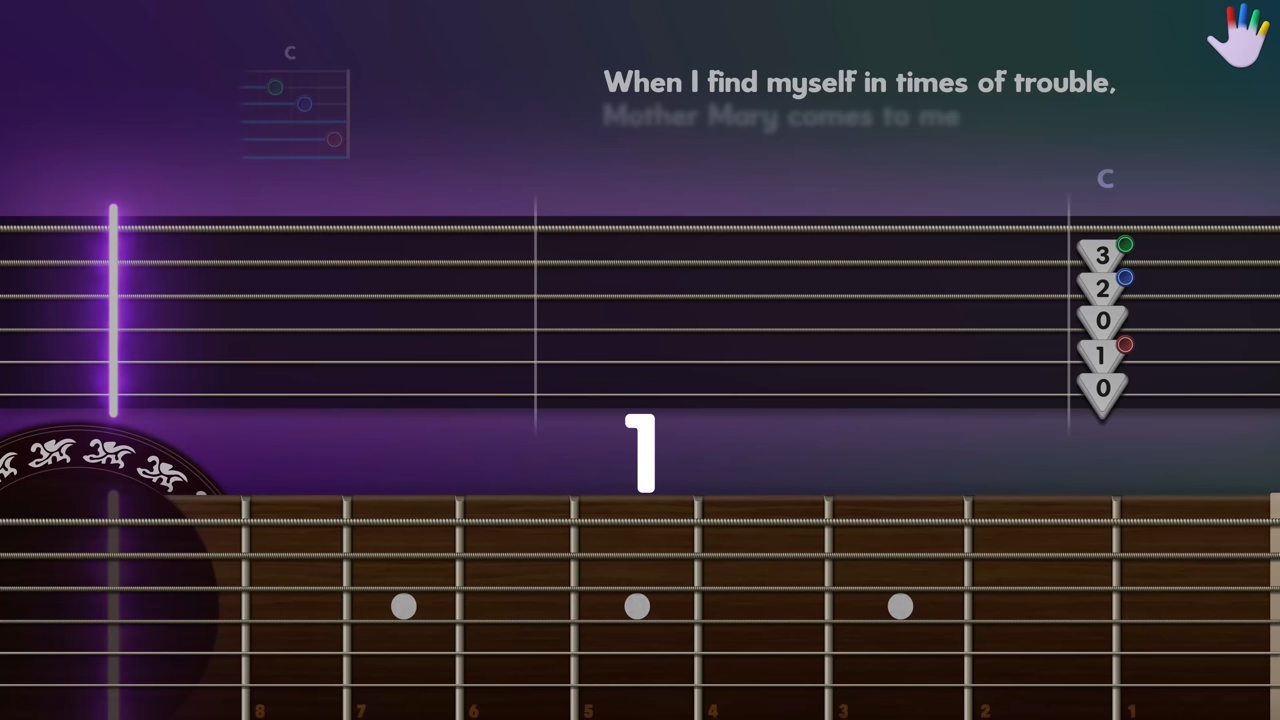 C
When I find myself in times of trouble,
Mother Mary comes to me
C
3
2
0
1
0
1
8 7 6 5 4 3 2 1